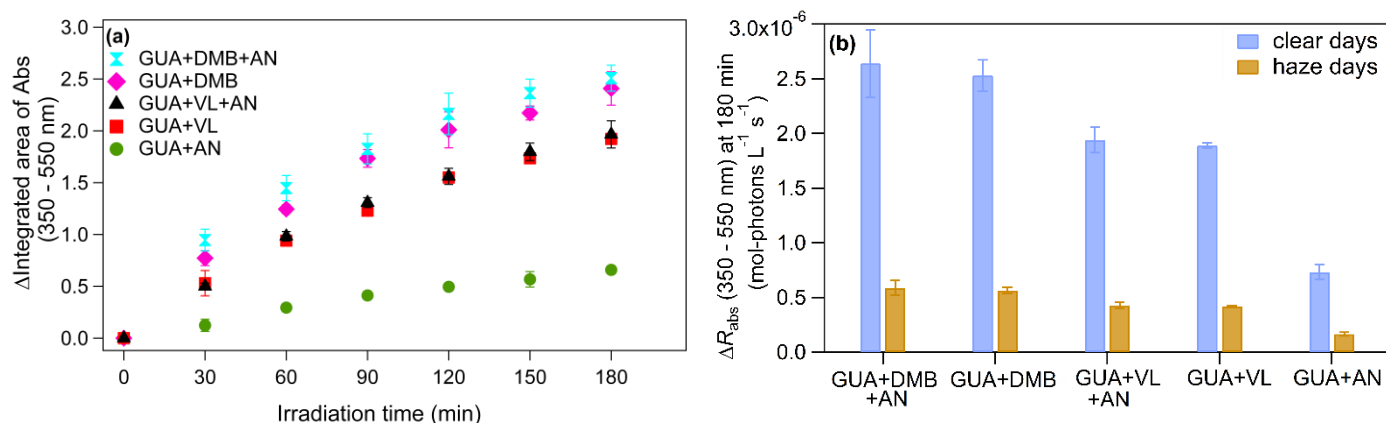 (a)
GUA+DMB+AN
GUA+DMB
GUA+VL+AN
GUA+VL
GUA+AN
ΔIntegrated area of Abs
(350 - 550 nm)
3.0
2.5
2.0
1.5
1.0
0.5
0.0
0 30 60 90 120 150 180
Irradiation time (min)
(b)
clear days
haze days
ΔRabs (350 - 550 nm) at 180 min
(mol-photons L⁻¹ s⁻¹)
3.0x10⁻⁶
2.0
1.0
0.5
0.0
GUA+DMB
+AN
GUA+DMB
GUA+VL
+AN
GUA+VL
GUA+AN